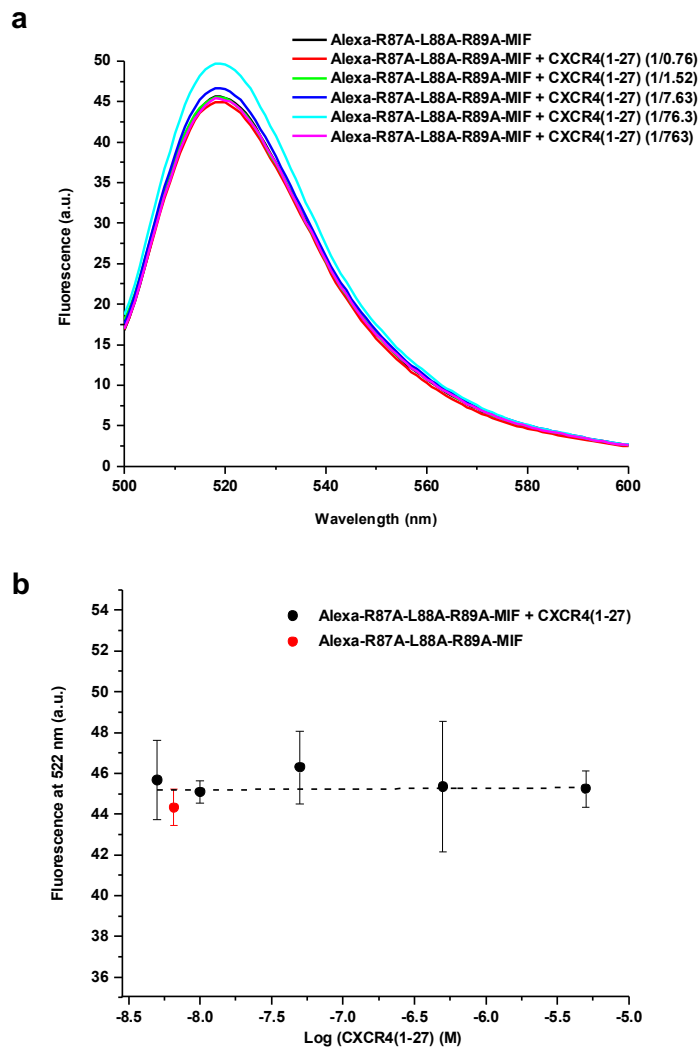 a
Alexa-R87A-L88A-R89A-MIF
Alexa-R87A-L88A-R89A-MIF + CXCR4(1-27) (1/0.76)
Alexa-R87A-L88A-R89A-MIF + CXCR4(1-27) (1/1.52)
Alexa-R87A-L88A-R89A-MIF + CXCR4(1-27) (1/7.63)
Alexa-R87A-L88A-R89A-MIF + CXCR4(1-27) (1/76.3)
Alexa-R87A-L88A-R89A-MIF + CXCR4(1-27) (1/763)
50
45
40
35
30
25
20
15
10
5
0
Fluorescence (a.u.)
500 520 540 560 580 600
Wavelength (nm)
b
Alexa-R87A-L88A-R89A-MIF + CXCR4(1-27)
Alexa-R87A-L88A-R89A-MIF
54
52
50
48
46
44
42
40
38
36
Fluorescence at 522 nm (a.u.)
-8.5 -8.0 -7.5 -7.0 -6.5 -6.0 -5.5 -5.0
Log (CXCR4(1-27) (M)